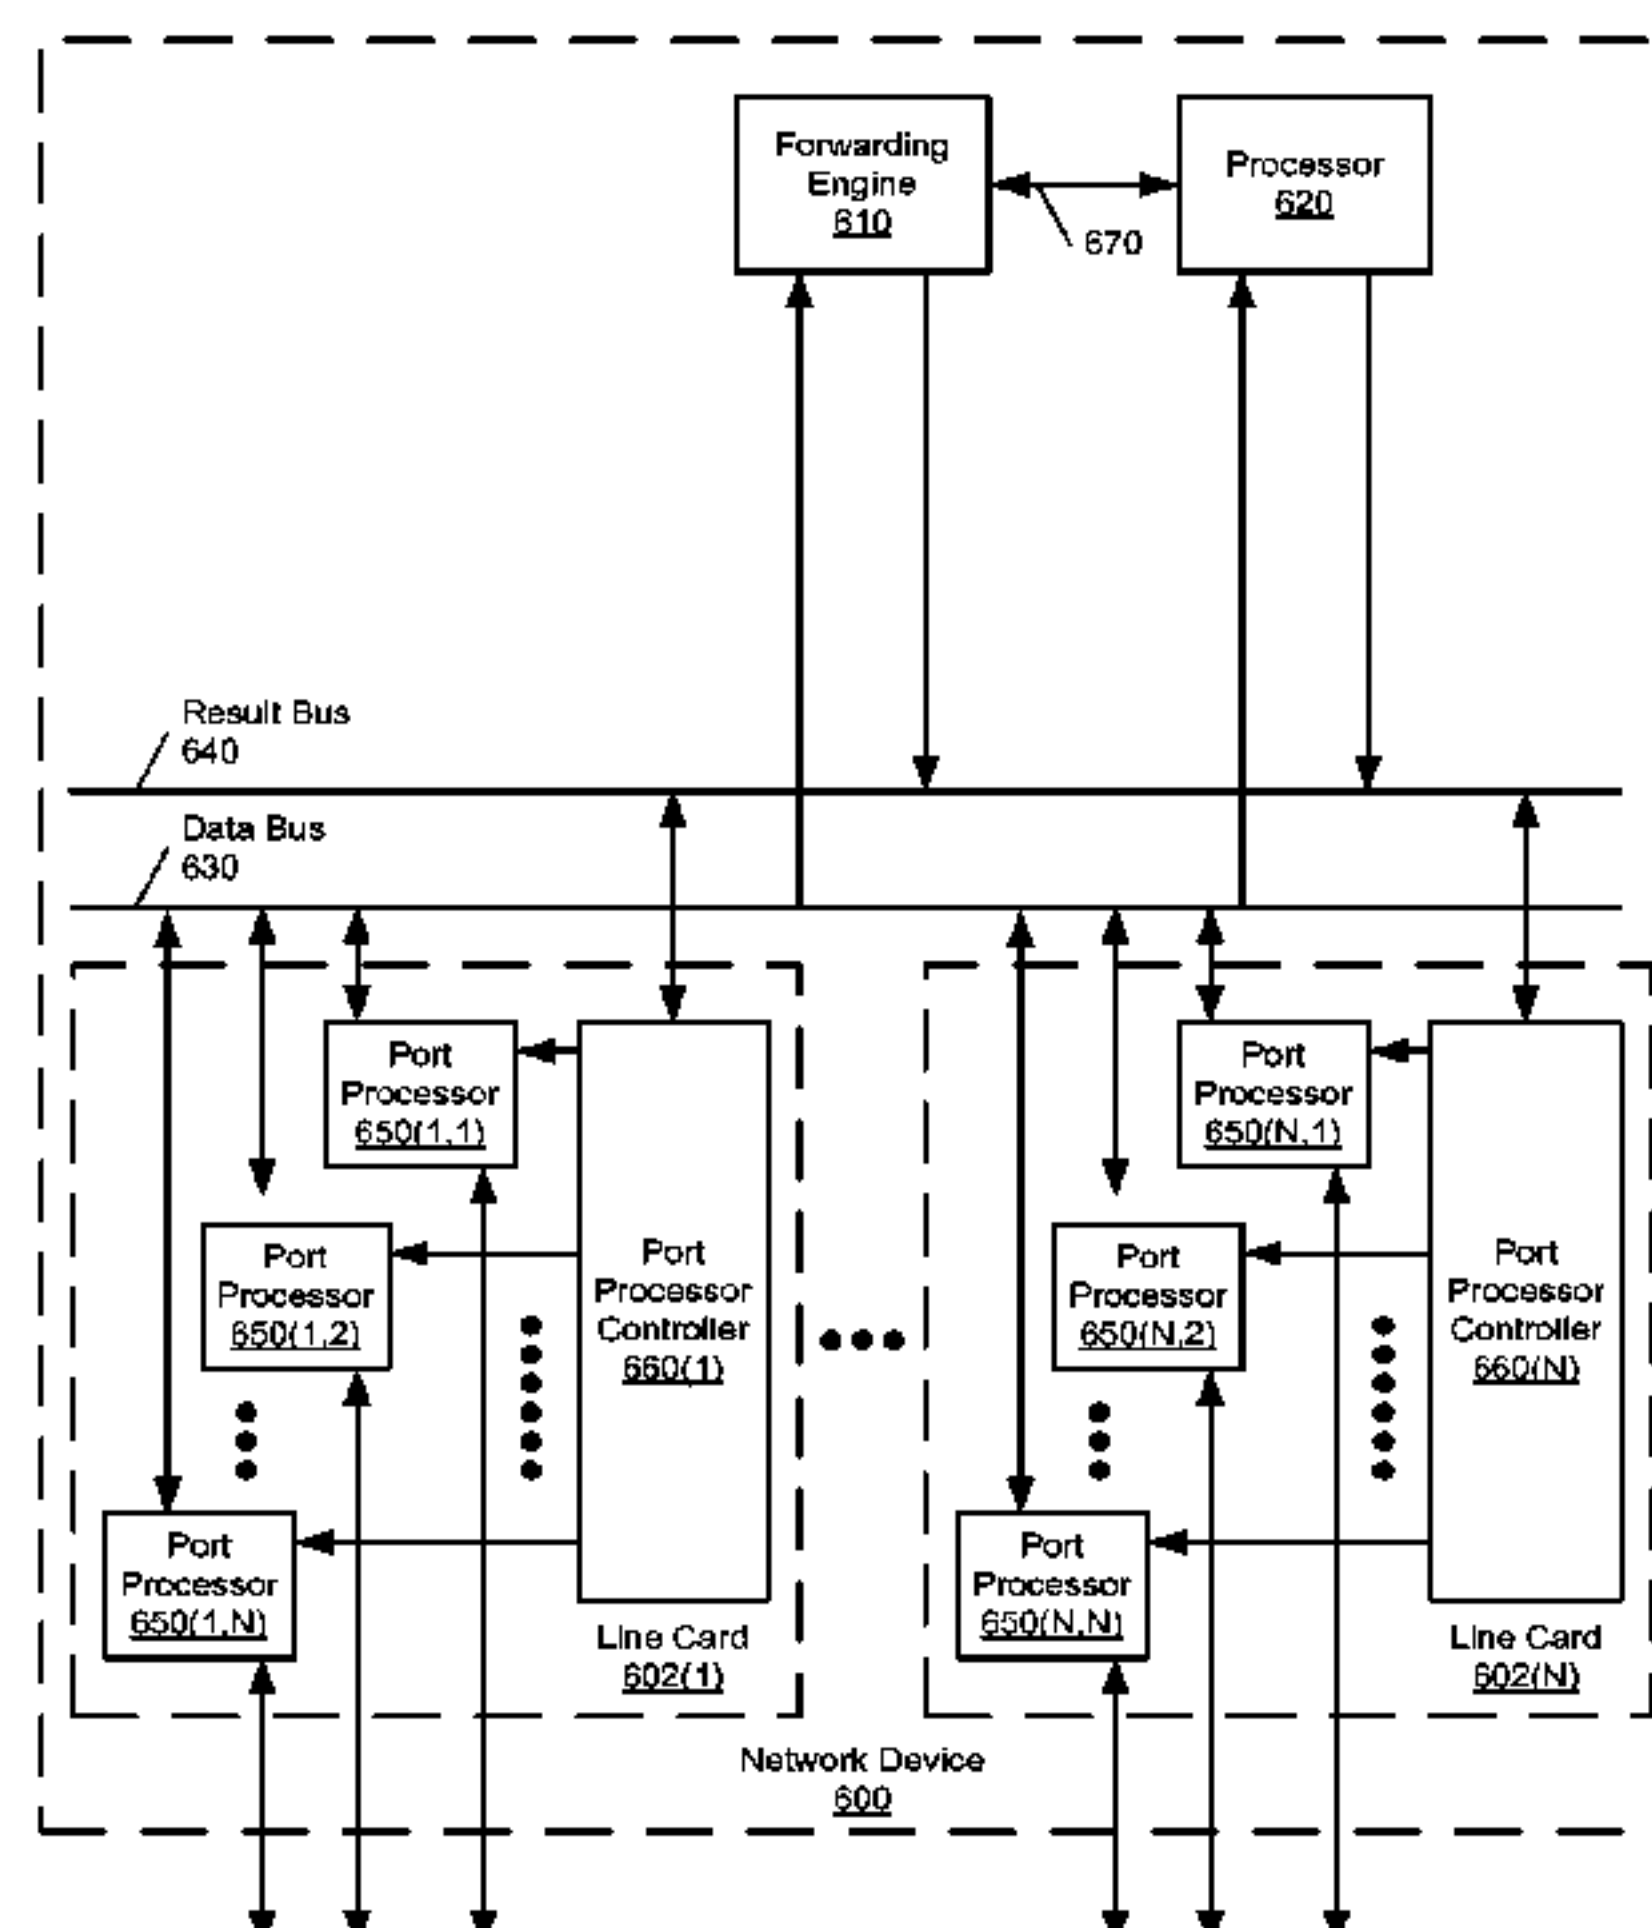 Forwarding
Engine
610
Processor
620
670
Result Bus
640
Data Bus
630
Port
Processor
650(1,1)
Port
Processor
650(1,2)
Port
Processor
650(1,N)
Port
Processor
Controller
660(1)
Line Card
602(1)
Port
Processor
650(N,1)
Port
Processor
650(N,2)
Port
Processor
650(N,N)
Port
Processor
Controller
660(N)
Line Card
602(N)
Network Device
600